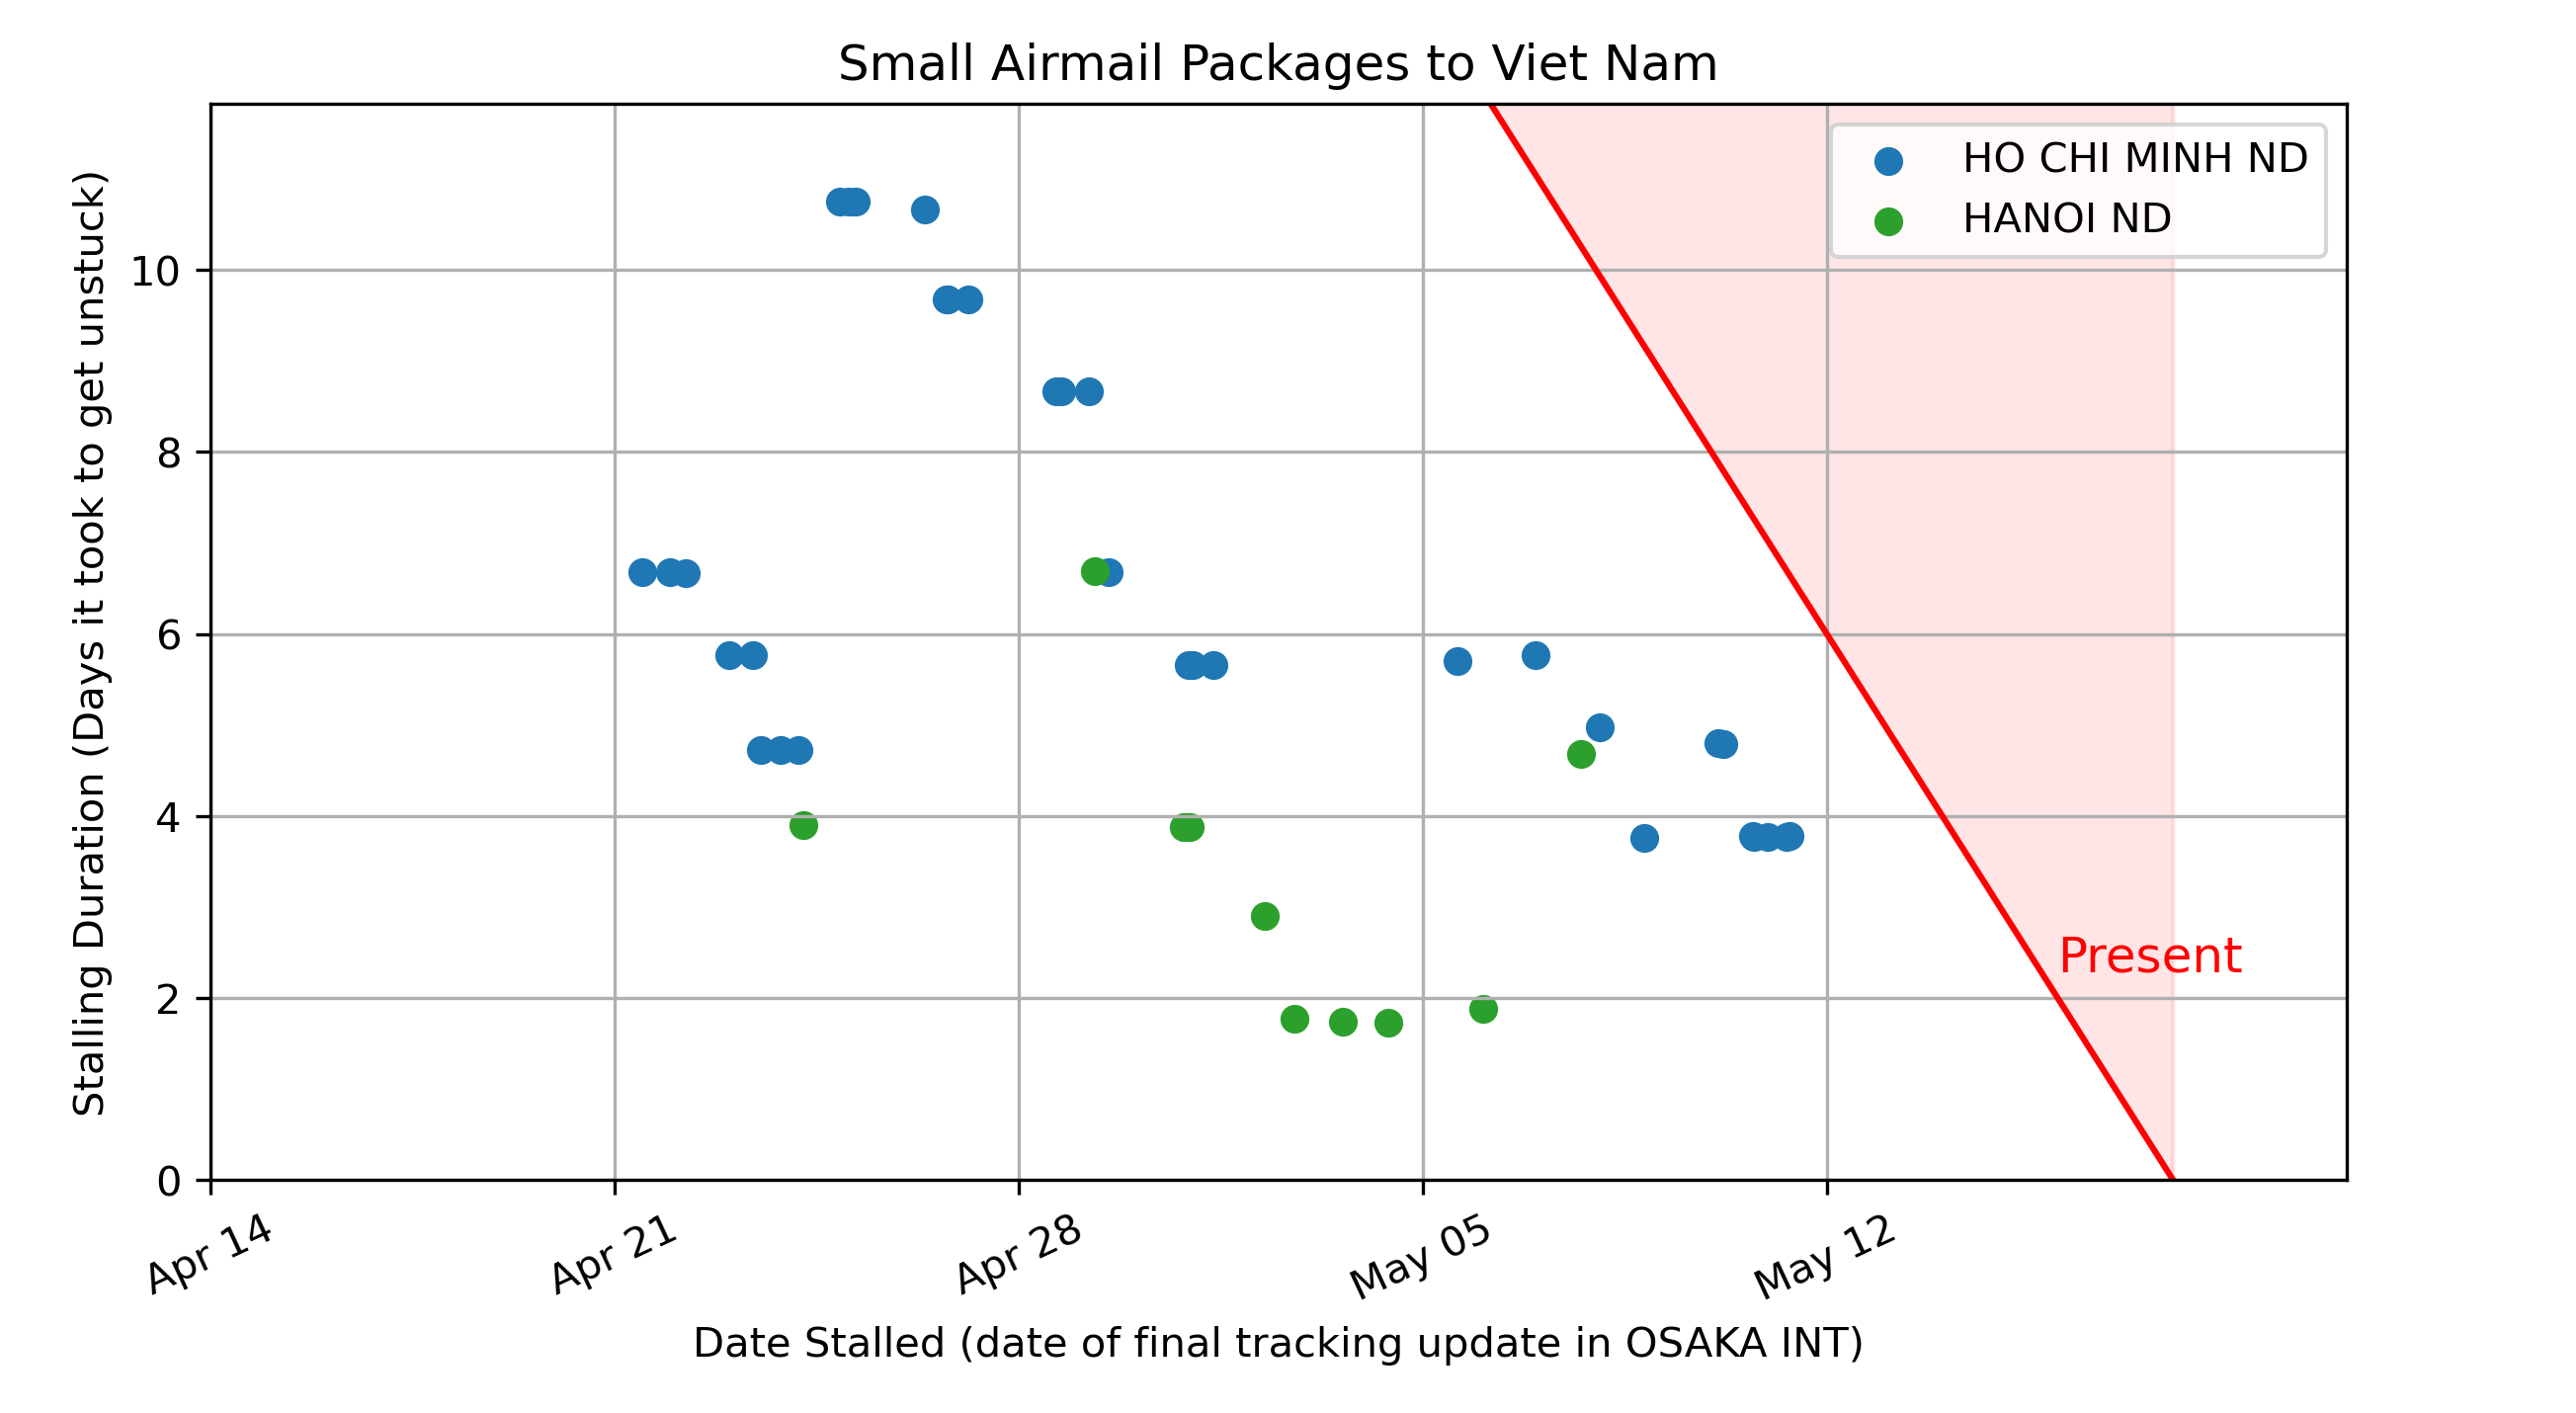 Small Airmail Packages to Viet Nam
HO CHI MINH ND
HANOI ND
Stalling Duration (Days it took to get unstuck)
10
8
6
4
2
0
Present
Apr 14
Apr 21
Apr 28
May 05
May 12
Date Stalled (date of final tracking update in OSAKA INT)